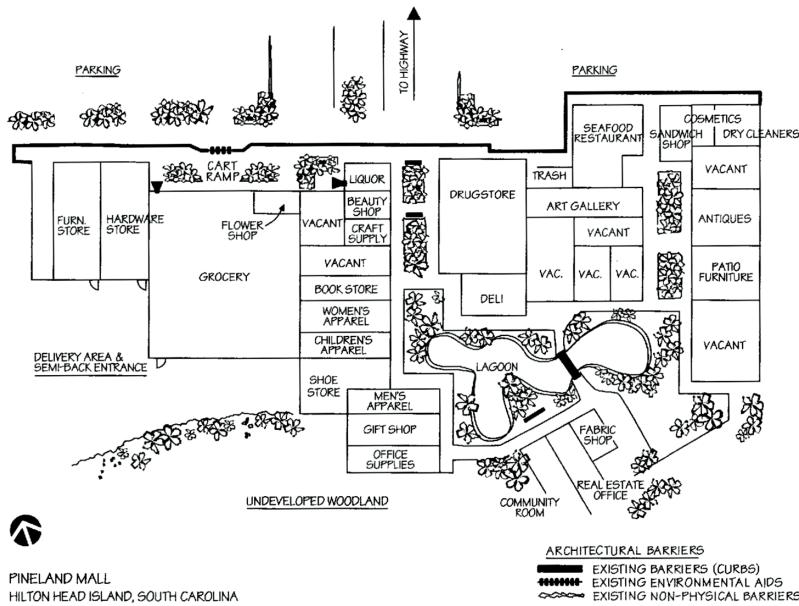 PARKING
TO HIGHWAY
PARKING
COSMETICS
SEAFOOD
RESTAURANT
SANDWICH
SHOP
DRY CLEANERS
CART
RAMP
TRASH
VACANT
LIQUOR
DRUGSTORE
BEAUTY
SHOP
ART GALLERY
FURN.
STORE
HARDWARE
STORE
FLOWER
SHOP
VACANT
CRAFT
SUPPLY
VACANT
ANTIQUES
VACANT
GROCERY
VAC.
VAC.
VAC.
PATIO
FURNITURE
BOOK STORE
DELI
WOMEN'S
APPAREL
CHILDREN'S
APPAREL
VACANT
DELIVERY AREA &
SEMI-BACK ENTRANCE
LAGOON
SHOE
STORE
MEN'S
APPAREL
GIFT SHOP
FABRIC
SHOP
OFFICE
SUPPLIES
REAL ESTATE
OFFICE
UNDEVELOPED WOODLAND
COMMUNITY
ROOM
ARCHITECTURAL BARRIERS
EXISTING BARRIERS (CURBS)
EXISTING ENVIRONMENTAL AIDS
EXISTING NON-PHYSICAL BARRIERS
PINELAND MALL
HILTON HEAD ISLAND, SOUTH CAROLINA